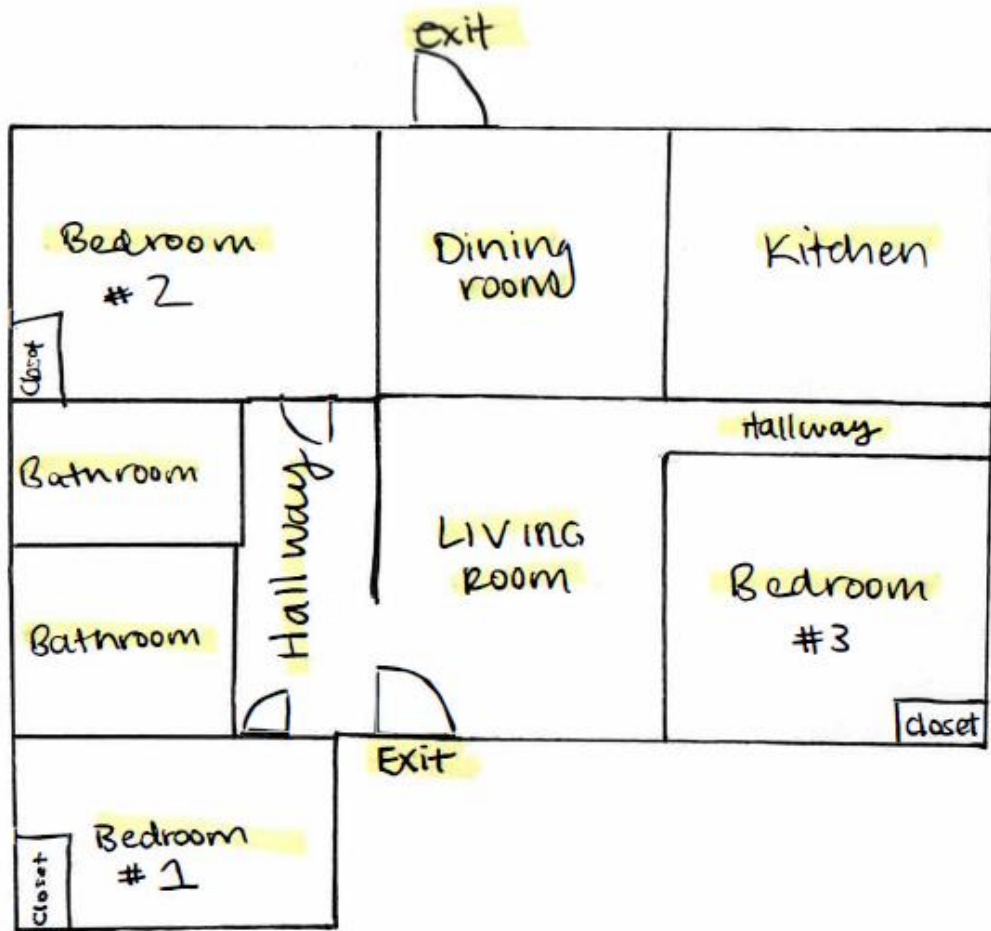 exit
Bedroom
# 2
Dining
room
Kitchen
Closet
Hallway
Bathroom
Hallway
LIVING
ROOM
Bedroom
#3
Bathroom
closet
Exit
Bedroom
# 1
Closet